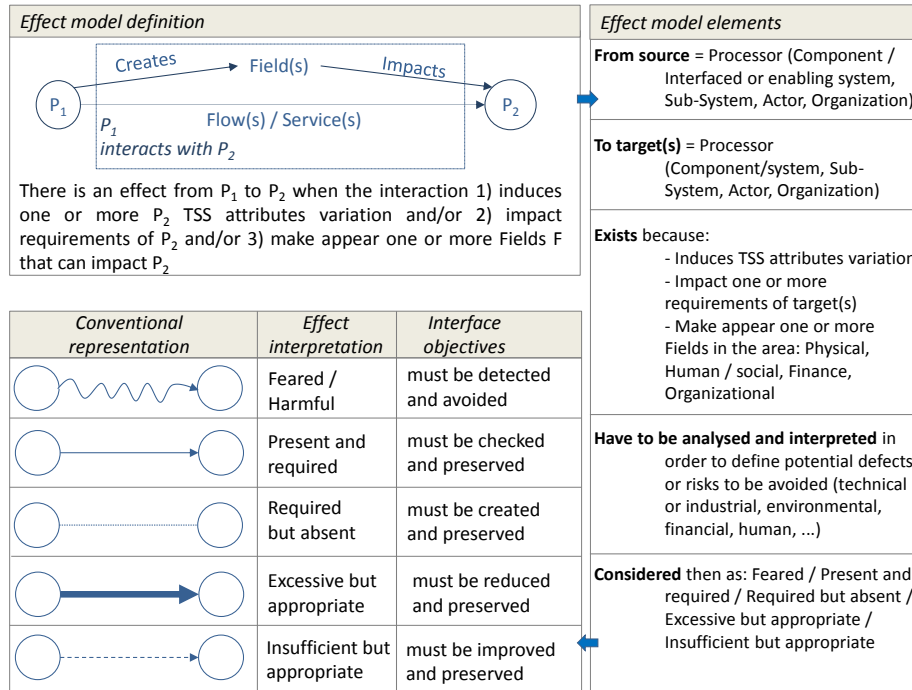 Effect model definition
Creates
Field(s)
Impacts
P1
P2
Flow(s) / Service(s)
P1
interacts with P2
There is an effect from P1 to P2 when the interaction 1) induces
one or more P2 TSS attributes variation and/or 2) impact
requirements of P2 and/or 3) make appear one or more Fields F
that can impact P2
Conventional
representation
Effect
interpretation
Interface
objectives
Feared /
Harmful
must be detected
and avoided
Present and
required
must be checked
and preserved
Required
but absent
must be created
and preserved
Excessive but
appropriate
must be reduced
and preserved
Insufficient but
appropriate
must be improved
and preserved
Effect model elements
From source = Processor (Component /
Interfaced or enabling system,
Sub-System, Actor, Organization)
To target(s) = Processor
(Component/system, Sub-
System, Actor, Organization)
Exists because:
- Induces TSS attributes variation
- Impact one or more
requirements of target(s)
- Make appear one or more
Fields in the area: Physical,
Human / social, Finance,
Organizational
Have to be analysed and interpreted in
order to define potential defects
or risks to be avoided (technical
or industrial, environmental,
financial, human, ...)
Considered then as: Feared / Present and
required / Required but absent /
Excessive but appropriate /
Insufficient but appropriate